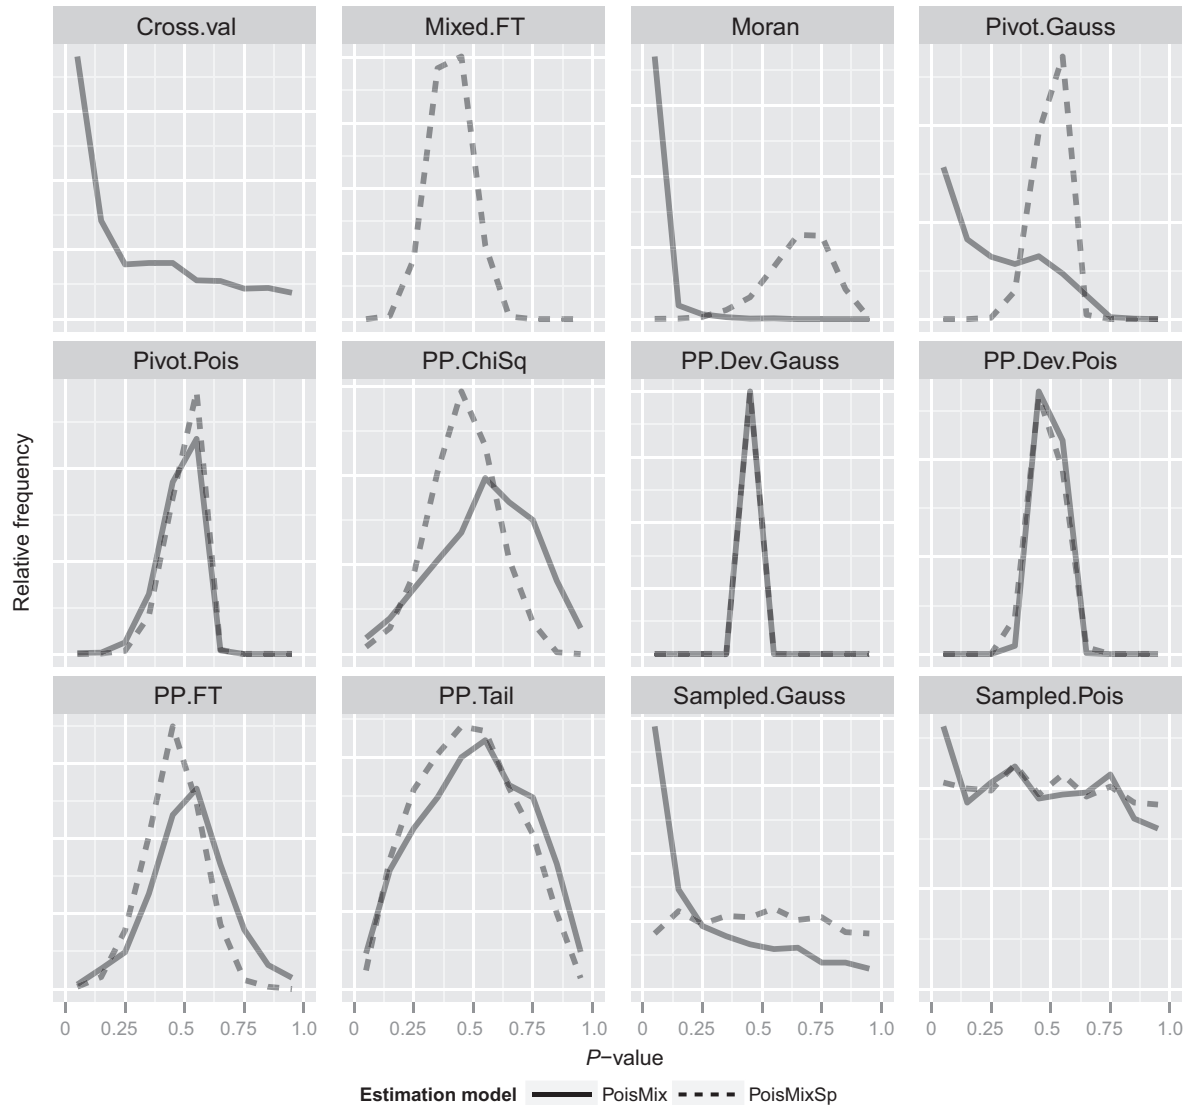 Cross.val Mixed.FT Moran Pivot.Gauss
Pivot.Pois PP.ChiSq PP.Dev.Gauss PP.Dev.Pois
PP.FT PP.Tail Sampled.Gauss Sampled.Pois
Relative frequency
0 0.25 0.5 0.75 1.0 0 0.25 0.5 0.75 1.0 0 0.25 0.5 0.75 1.0 0 0.25 0.5 0.75 1.0
P−value
Estimation model PoisMix PoisMixSp